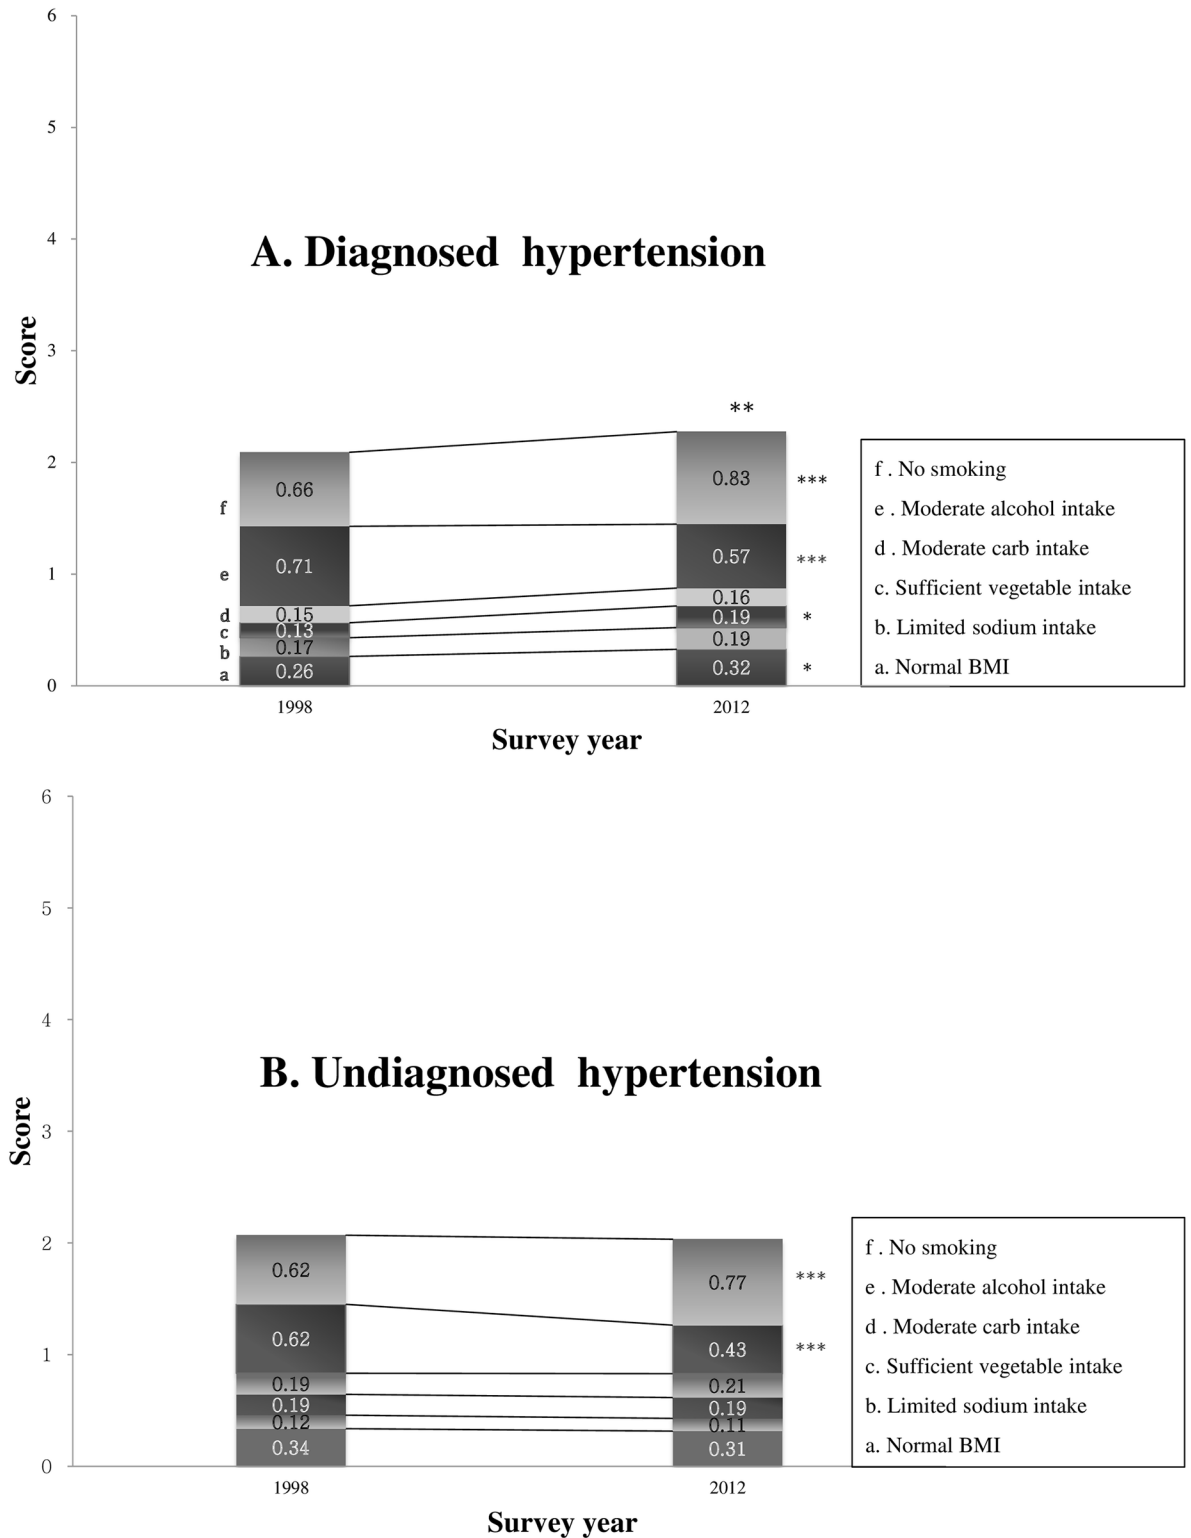 6
5
A. Diagnosed hypertension
4
3
Score
**
2
0.66
0.83
***
f
0.71
0.57
***
e
1
0.15
0.16
d
0.13
0.19
*
c
0.17
0.19
b
0.26
0.32
*
a
0
f . No smoking
e . Moderate alcohol intake
d . Moderate carb intake
c. Sufficient vegetable intake
b. Limited sodium intake
a. Normal BMI
1998
2012
Survey year
6
5
4
B. Undiagnosed hypertension
3
Score
2
0.62
0.77
***
0.62
0.43
***
1
0.19
0.21
0.19
0.19
0.12
0.11
0.34
0.31
0
f . No smoking
e . Moderate alcohol intake
d . Moderate carb intake
c. Sufficient vegetable intake
b. Limited sodium intake
a. Normal BMI
1998
2012
Survey year